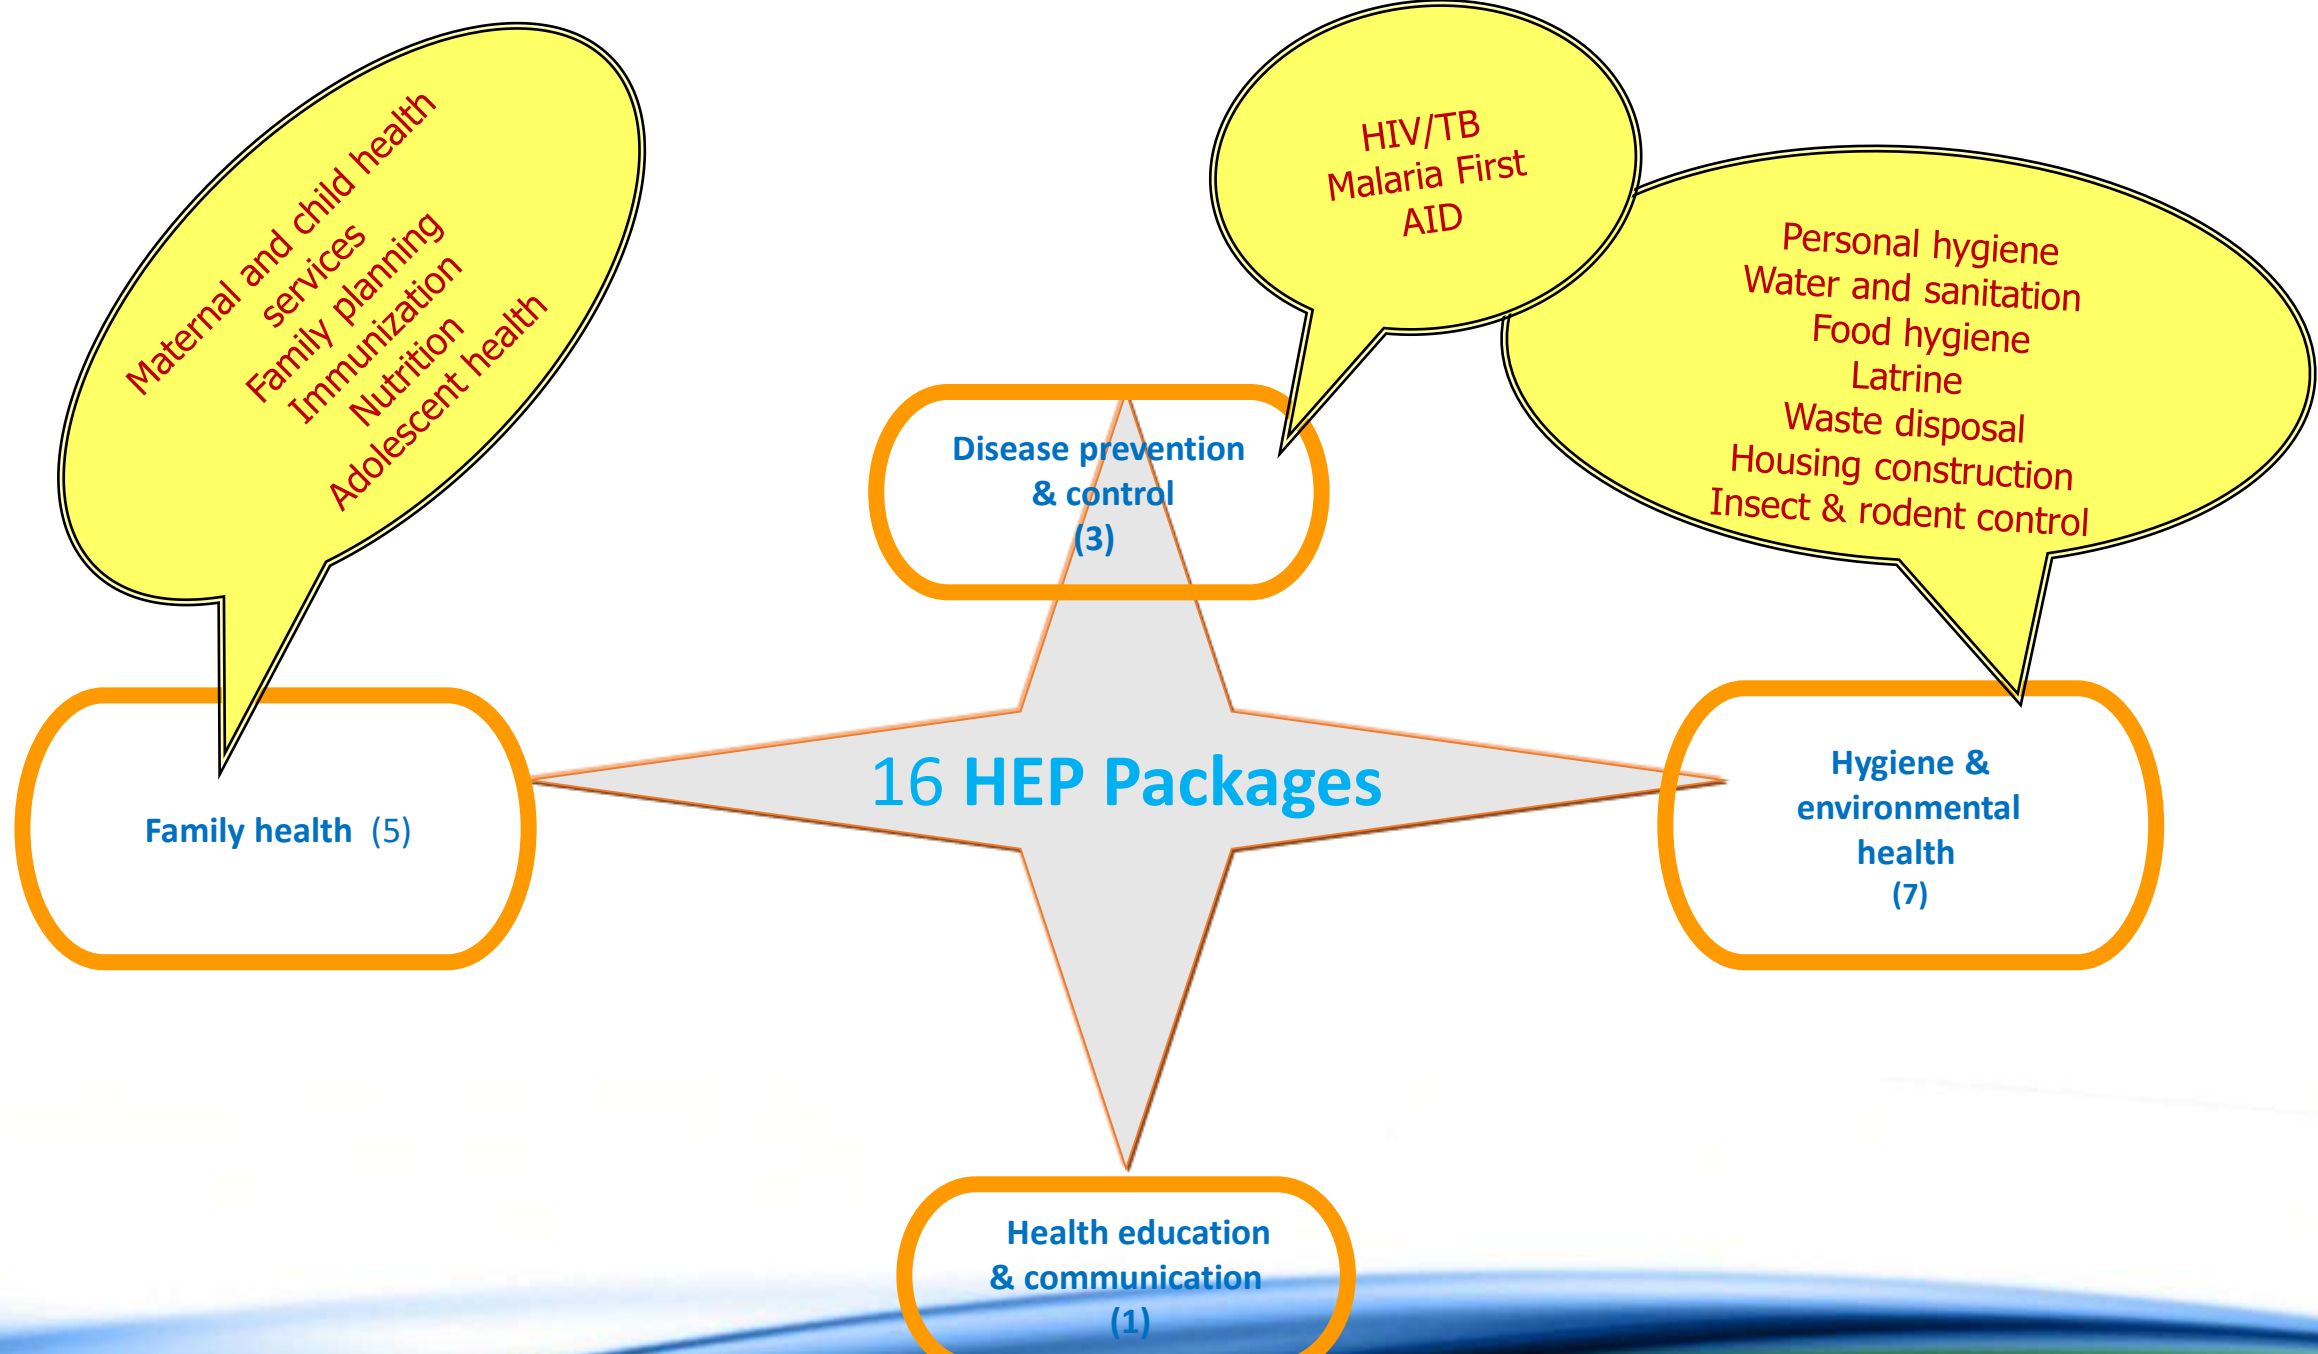 Maternal and child health
services
Family planning
Immunization
Nutrition
Adolescent health
HIV/TB
Malaria First
AID
Personal hygiene
Water and sanitation
Food hygiene
Latrine
Waste disposal
Housing construction
Insect & rodent control
Disease prevention
& control
(3)
16 HEP Packages
Family health (5)
Hygiene &
environmental
health
(7)
Health education
& communication
(1)